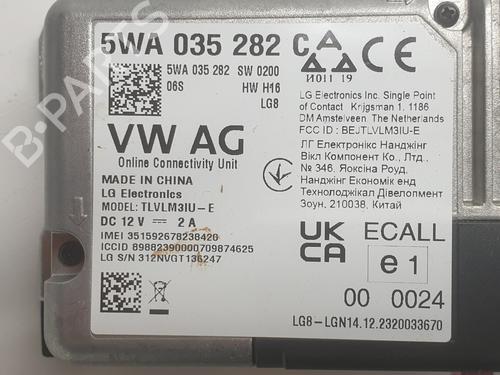 5WA 035 282 C
5WA 035 282 SW 0200
06S HW H16
LG8
VW AG
Online Connectivity Unit
MADE IN CHINA
LG Electronics
MODEL: TLVLM3IU-E
DC 12V 2 A
IMEI 351592678238420
ICCID 89882390000709874625
LG S/N 312NVGT136247
CE
И011 19
LG Electronics Inc. Single Point
of Contact Krijgsman 1, 1186
DM Amstelveen The Netherlands
FCC ID : BEJTLVLM3IU-E
ЛГ Електронікс Нанджінг
Вікл Компонент Ко., Лтд.,
№ 346, Яоксіна Роуд,
Нанджінг Економік енд
Технолоджікал Дівелопмент
Зоун, 210038, Китай
UK
CA
ECALL
e1
00 0024
LG8-LGN14.12.2320033670
B-PARTS